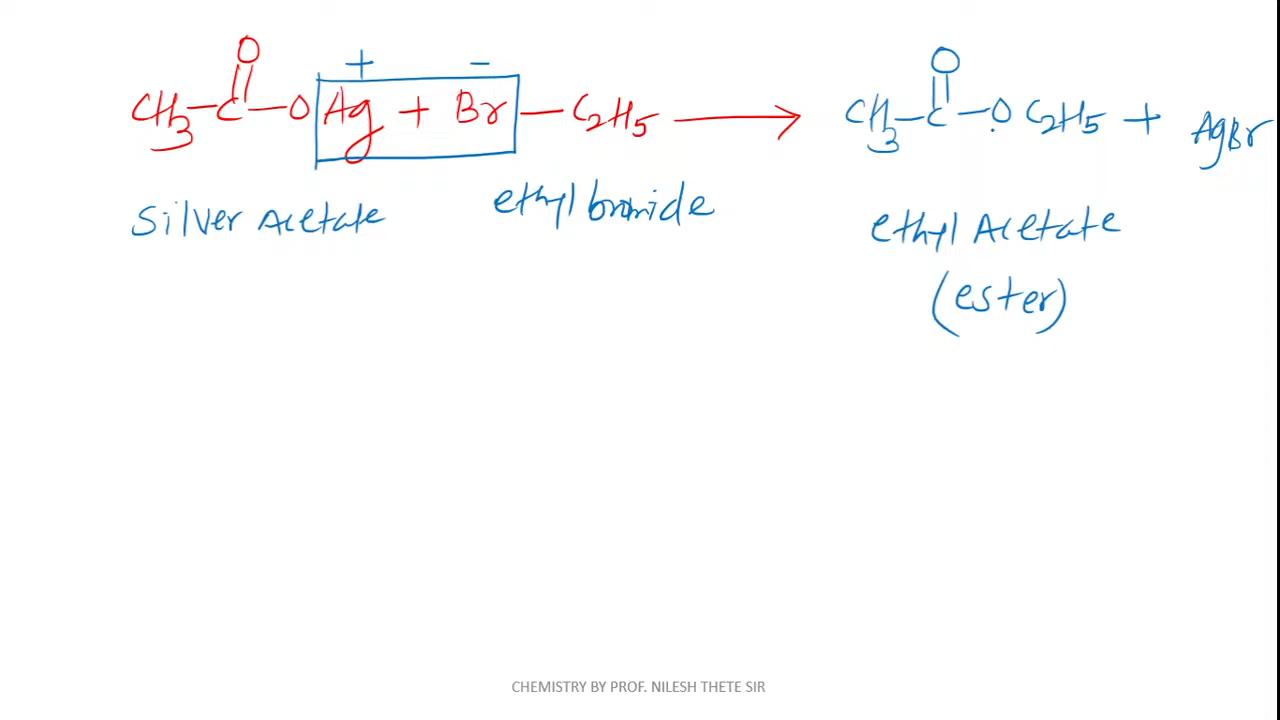 O + - O
CH3-C-OAg + Br-C2H5 → CH3-C-OC2H5 + AgBr
Silver Acetate ethyl bromide ethyl Acetate
(ester)
CHEMISTRY BY PROF. NILESH THETE SIR